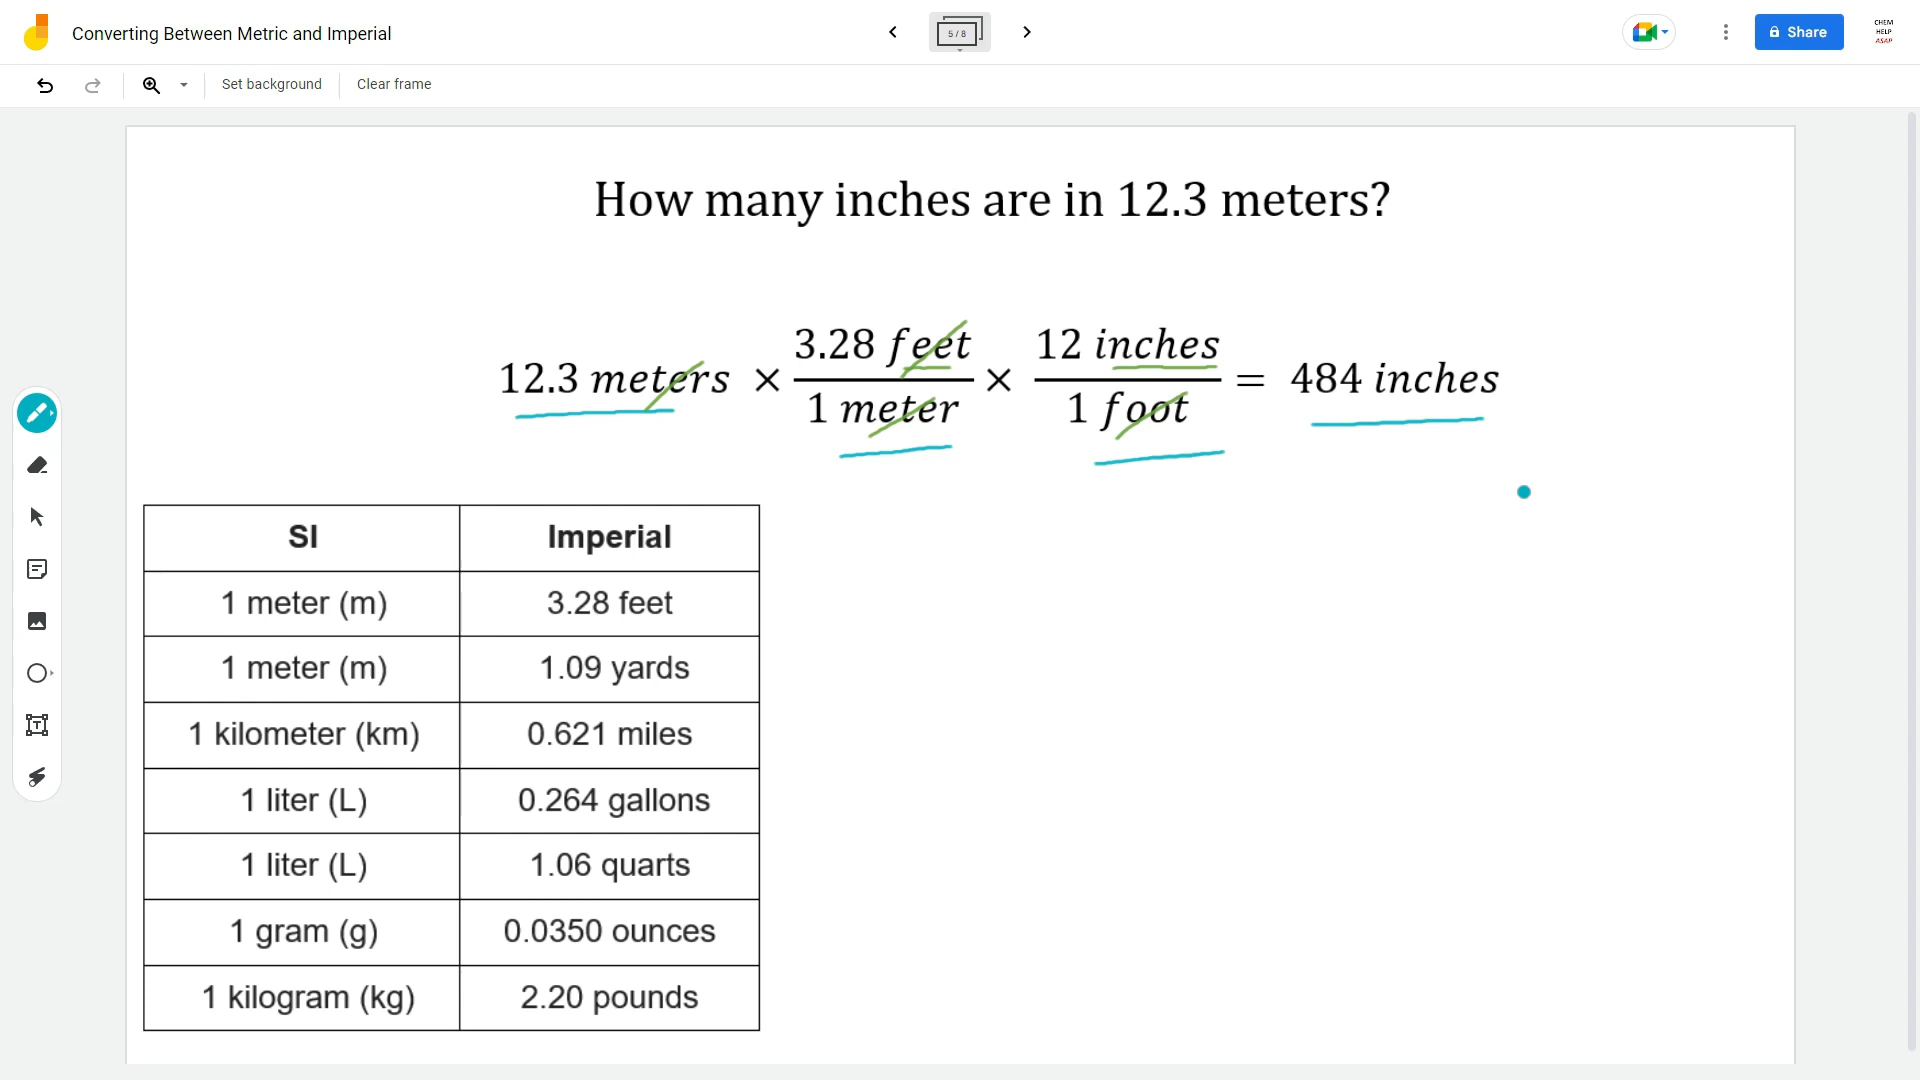 Converting Between Metric and Imperial
5 / 8
Share
CHEM
HELP
ASAP
Set background
Clear frame
How many inches are in 12.3 meters?
12.3 meters × 3.28 feet / 1 meter × 12 inches / 1 foot = 484 inches
SI Imperial
1 meter (m) 3.28 feet
1 meter (m) 1.09 yards
1 kilometer (km) 0.621 miles
1 liter (L) 0.264 gallons
1 liter (L) 1.06 quarts
1 gram (g) 0.0350 ounces
1 kilogram (kg) 2.20 pounds